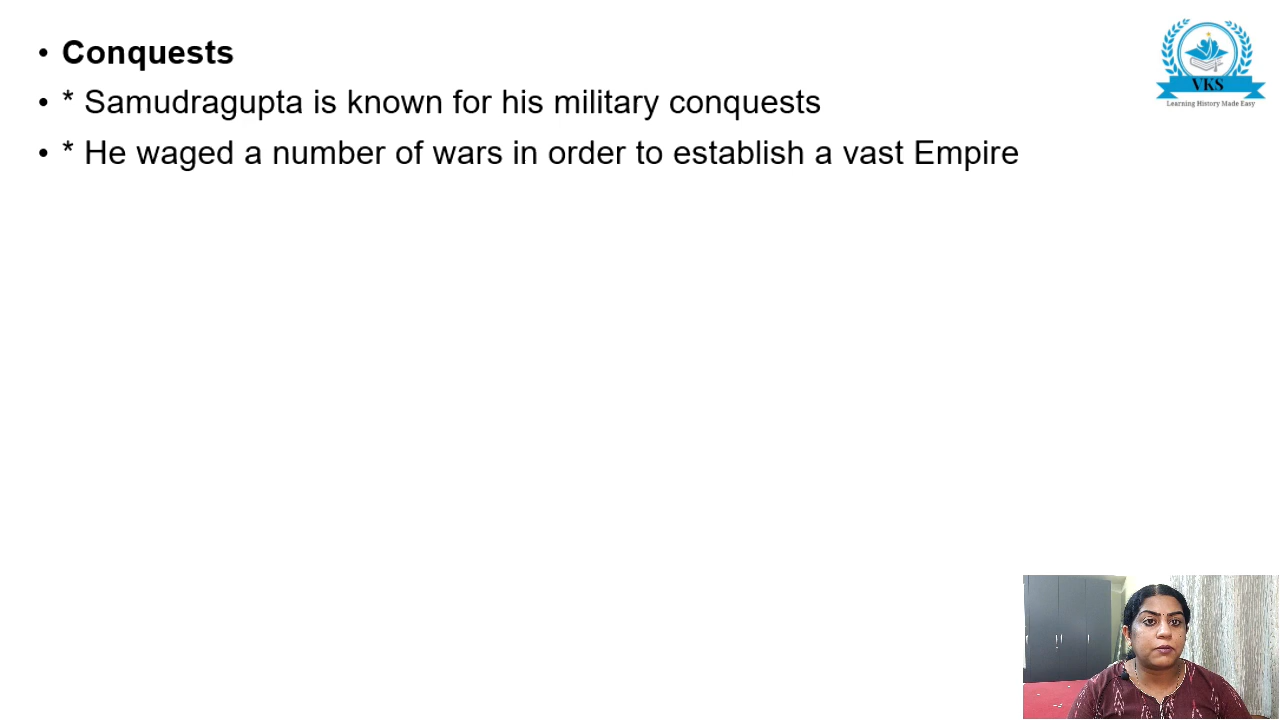 • Conquests
• * Samudragupta is known for his military conquests
• * He waged a number of wars in order to establish a vast Empire
VKS
Learning History Made Easy